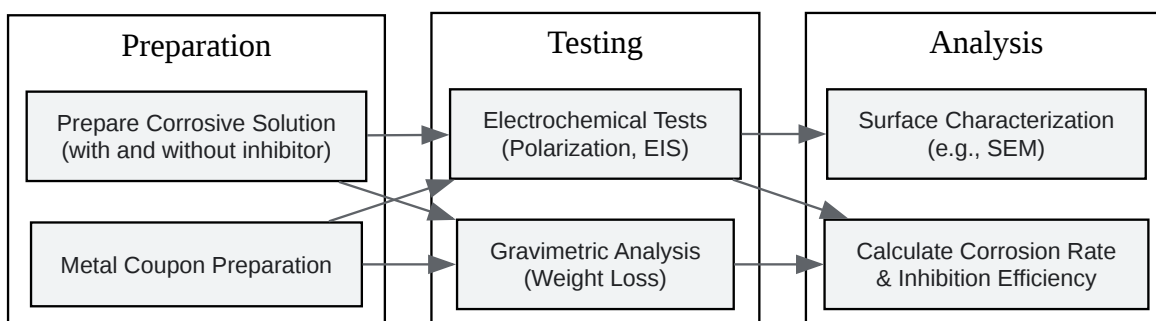 Preparation
Prepare Corrosive Solution
(with and without inhibitor)
Metal Coupon Preparation
Testing
Electrochemical Tests
(Polarization, EIS)
Gravimetric Analysis
(Weight Loss)
Analysis
Surface Characterization
(e.g., SEM)
Calculate Corrosion Rate
& Inhibition Efficiency